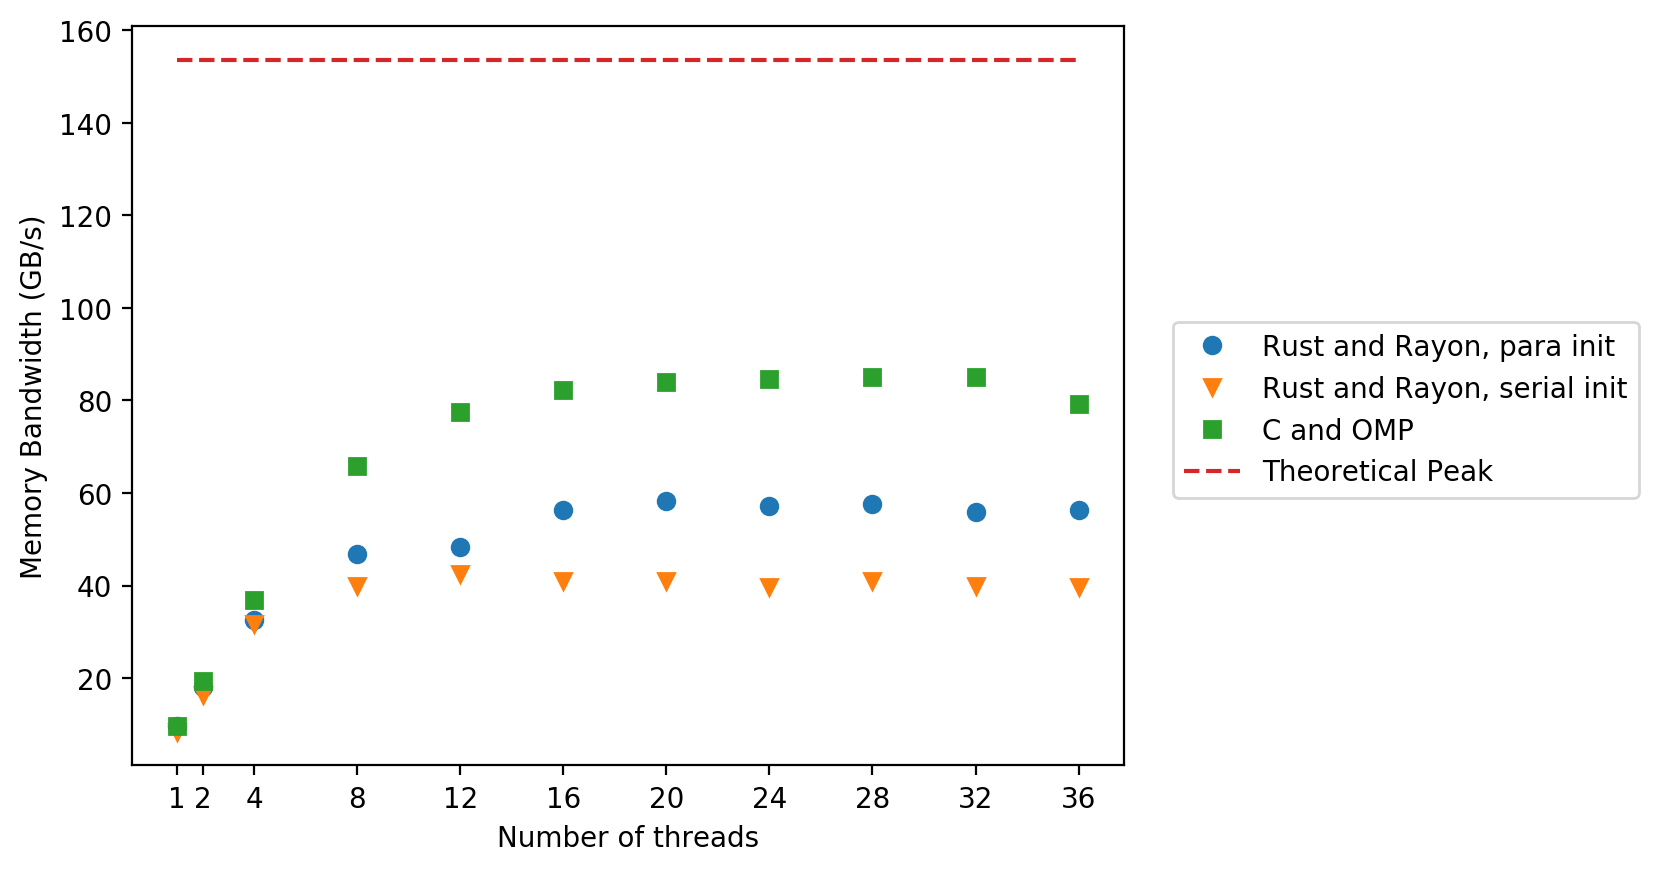 160
140
120
100
80
60
40
20
Memory Bandwidth (GB/s)
1 2 4 8 12 16 20 24 28 32 36
Number of threads
Rust and Rayon, para init
Rust and Rayon, serial init
C and OMP
Theoretical Peak